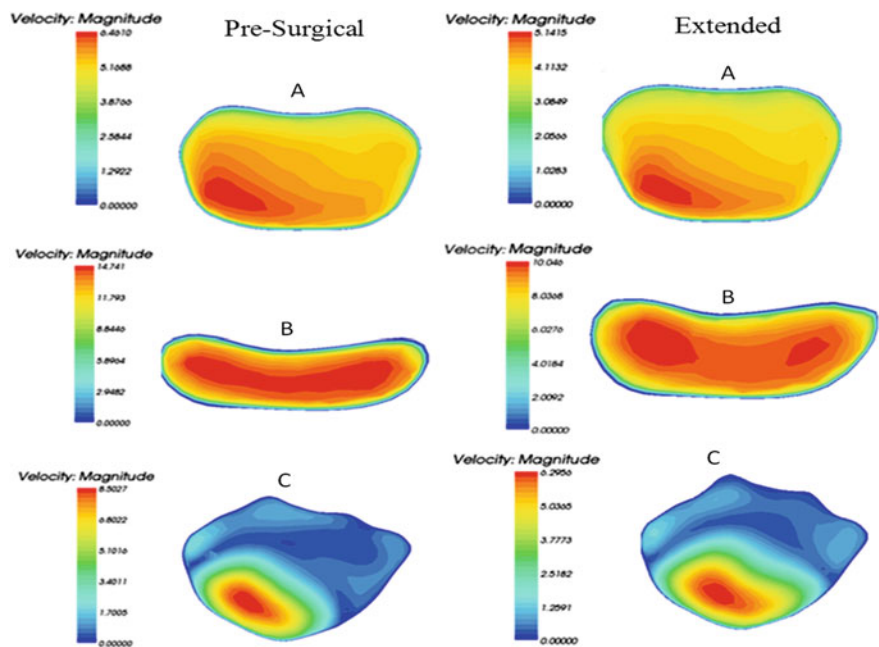 Velocity: Magnitude
6.4610
5.1688
3.8766
2.5844
1.2922
0.00000
Pre-Surgical
A
Velocity: Magnitude
5.1415
4.1132
3.0849
2.0566
1.0283
0.00000
Extended
A
Velocity: Magnitude
14.741
11.793
8.8446
5.8964
2.9482
0.00000
B
Velocity: Magnitude
10.046
8.0368
6.0276
4.0184
2.0092
0.00000
B
Velocity: Magnitude
8.5027
6.8022
5.1016
3.4011
1.7005
0.00000
C
Velocity: Magnitude
6.2956
5.0365
3.7773
2.5182
1.2591
0.00000
C